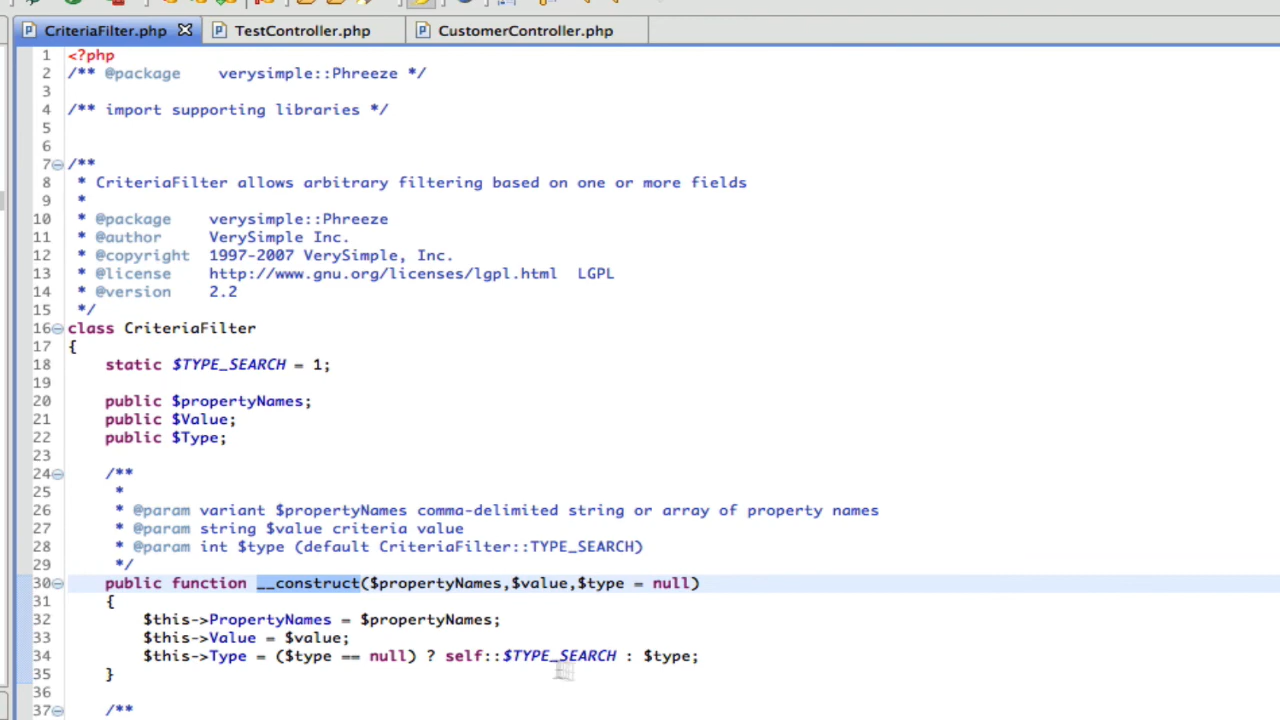 CriteriaFilter.php TestController.php CustomerController.php
1 <?php
2 /** @package verysimple::Phreeze */
3
4 /** import supporting libraries */
5
6
7 /**
8 * CriteriaFilter allows arbitrary filtering based on one or more fields
9 *
10 * @package verysimple::Phreeze
11 * @author VerySimple Inc.
12 * @copyright 1997-2007 VerySimple, Inc.
13 * @license http://www.gnu.org/licenses/lgpl.html LGPL
14 * @version 2.2
15 */
16 class CriteriaFilter
17 {
18 static $TYPE_SEARCH = 1;
19
20 public $propertyNames;
21 public $Value;
22 public $Type;
23
24 /**
25 *
26 * @param variant $propertyNames comma-delimited string or array of property names
27 * @param string $value criteria value
28 * @param int $type (default CriteriaFilter::TYPE_SEARCH)
29 */
30 public function __construct($propertyNames,$value,$type = null)
31 {
32 $this->PropertyNames = $propertyNames;
33 $this->Value = $value;
34 $this->Type = ($type == null) ? self::$TYPE_SEARCH : $type;
35 }
36
37 /**